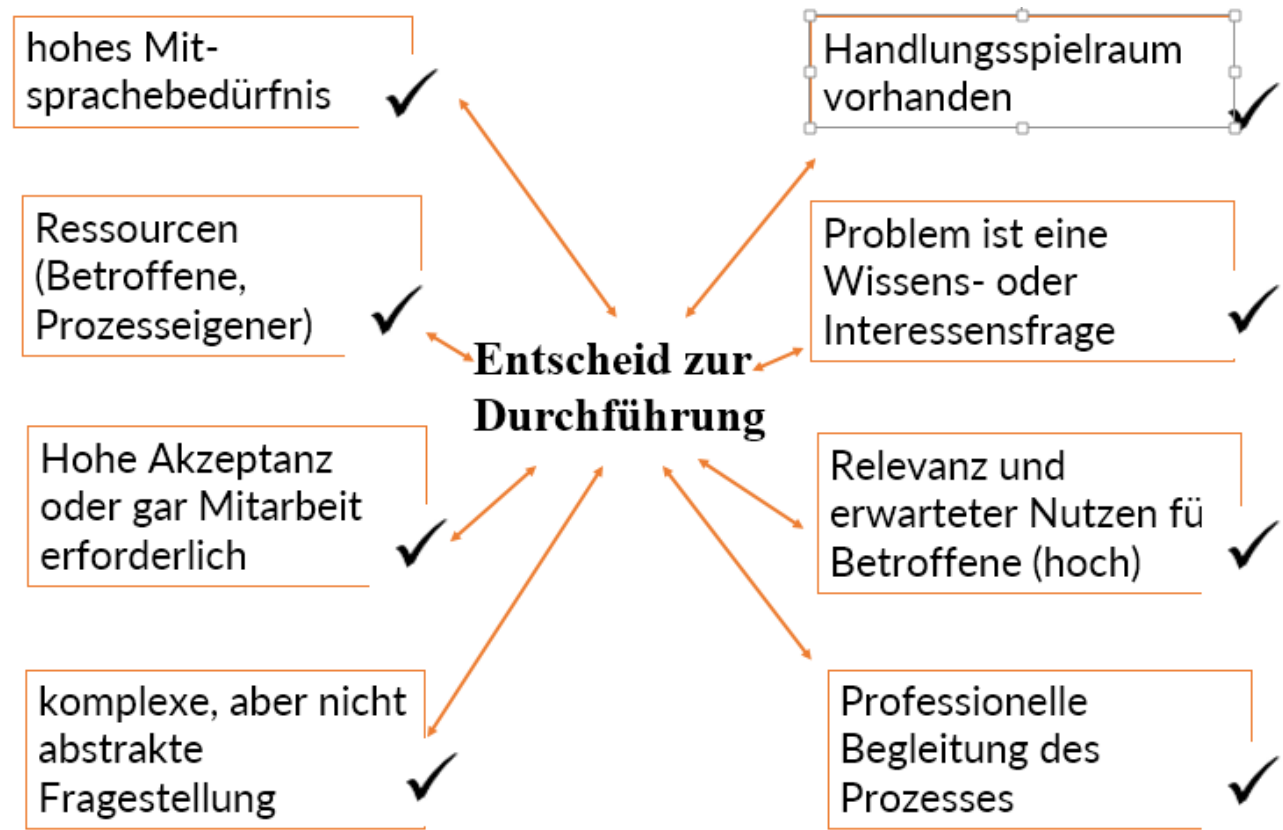 hohes Mit-
sprachebedürfnis
Handlungsspielraum
vorhanden
Ressourcen
(Betroffene,
Prozesseigener)
Problem ist eine
Wissens- oder
Interessensfrage
Entscheid zur
Durchführung
Hohe Akzeptanz
oder gar Mitarbeit
erforderlich
Relevanz und
erwarteter Nutzen fü
Betroffene (hoch)
komplexe, aber nicht
abstrakte
Fragestellung
Professionelle
Begleitung des
Prozesses